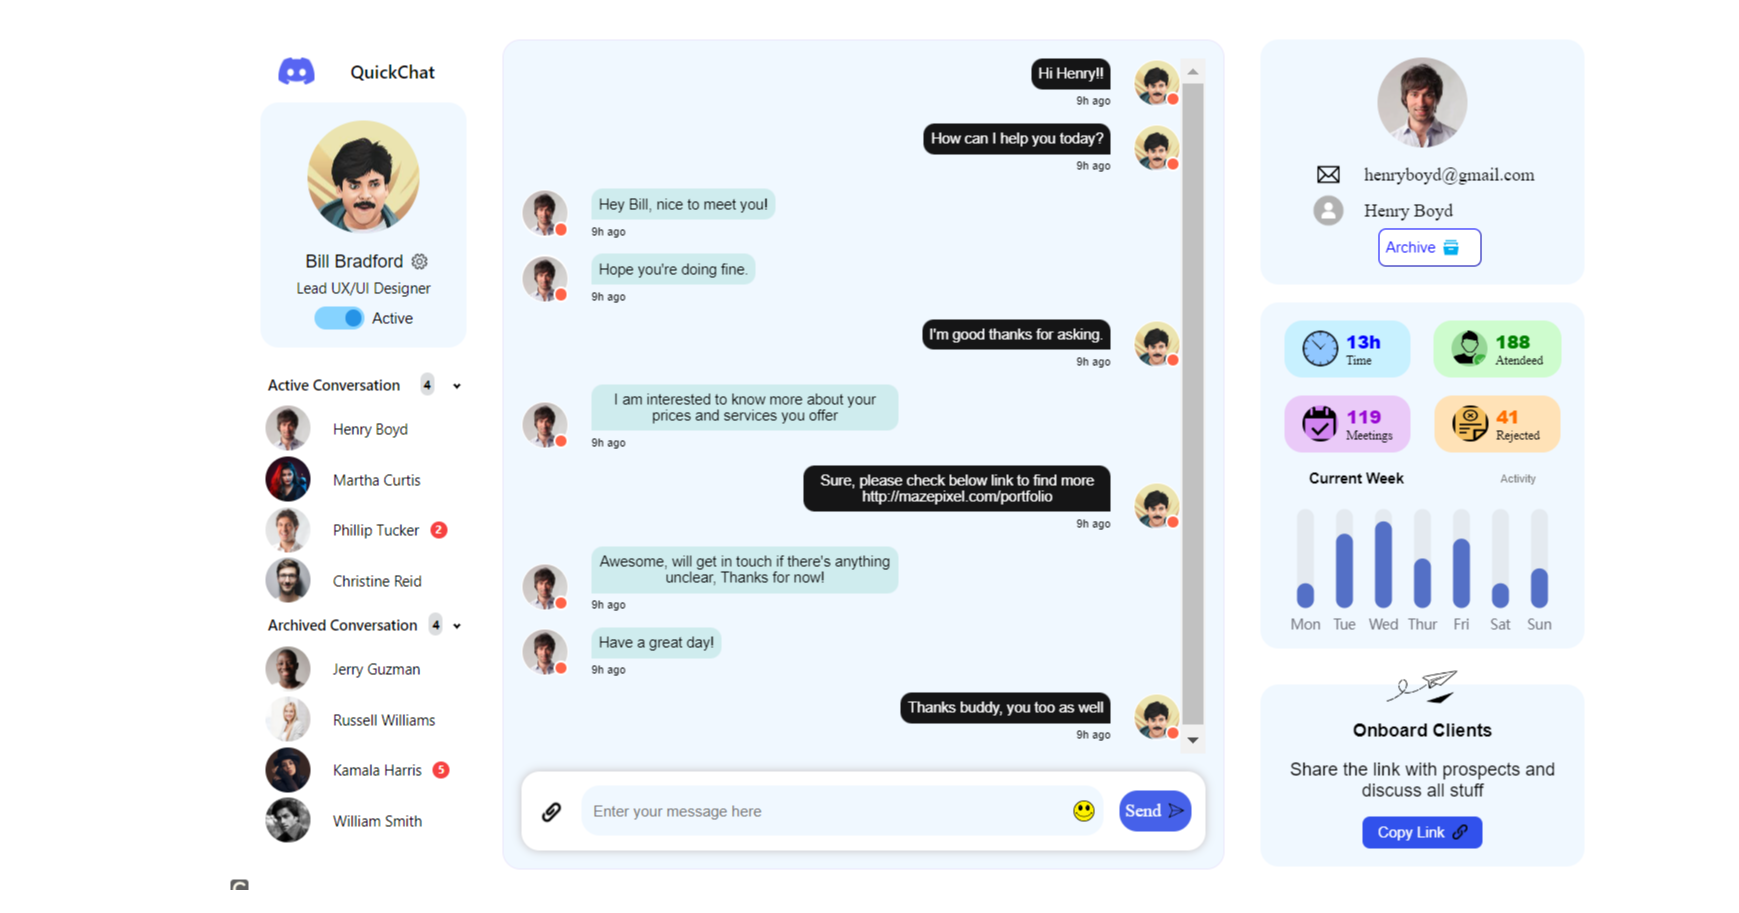 QuickChat
Bill Bradford
Lead UX/UI Designer
Active
Active Conversation 4
Henry Boyd
Martha Curtis
Phillip Tucker 2
Christine Reid
Archived Conversation 4
Jerry Guzman
Russell Williams
Kamala Harris 5
William Smith
Hi Henry!!
9h ago
How can I help you today?
9h ago
Hey Bill, nice to meet you!
9h ago
Hope you're doing fine.
9h ago
I'm good thanks for asking.
9h ago
I am interested to know more about your
prices and services you offer
9h ago
Sure, please check below link to find more
http://mazepixel.com/portfolio
9h ago
Awesome, will get in touch if there's anything
unclear, Thanks for now!
9h ago
Have a great day!
9h ago
Thanks buddy, you too as well
9h ago
Enter your message here
Send
henryboyd@gmail.com
Henry Boyd
Archive
13h
Time
188
Atendeed
119
Meetings
41
Rejected
Current Week
Activity
Mon Tue Wed Thur Fri Sat Sun
Onboard Clients
Share the link with prospects and
discuss all stuff
Copy Link